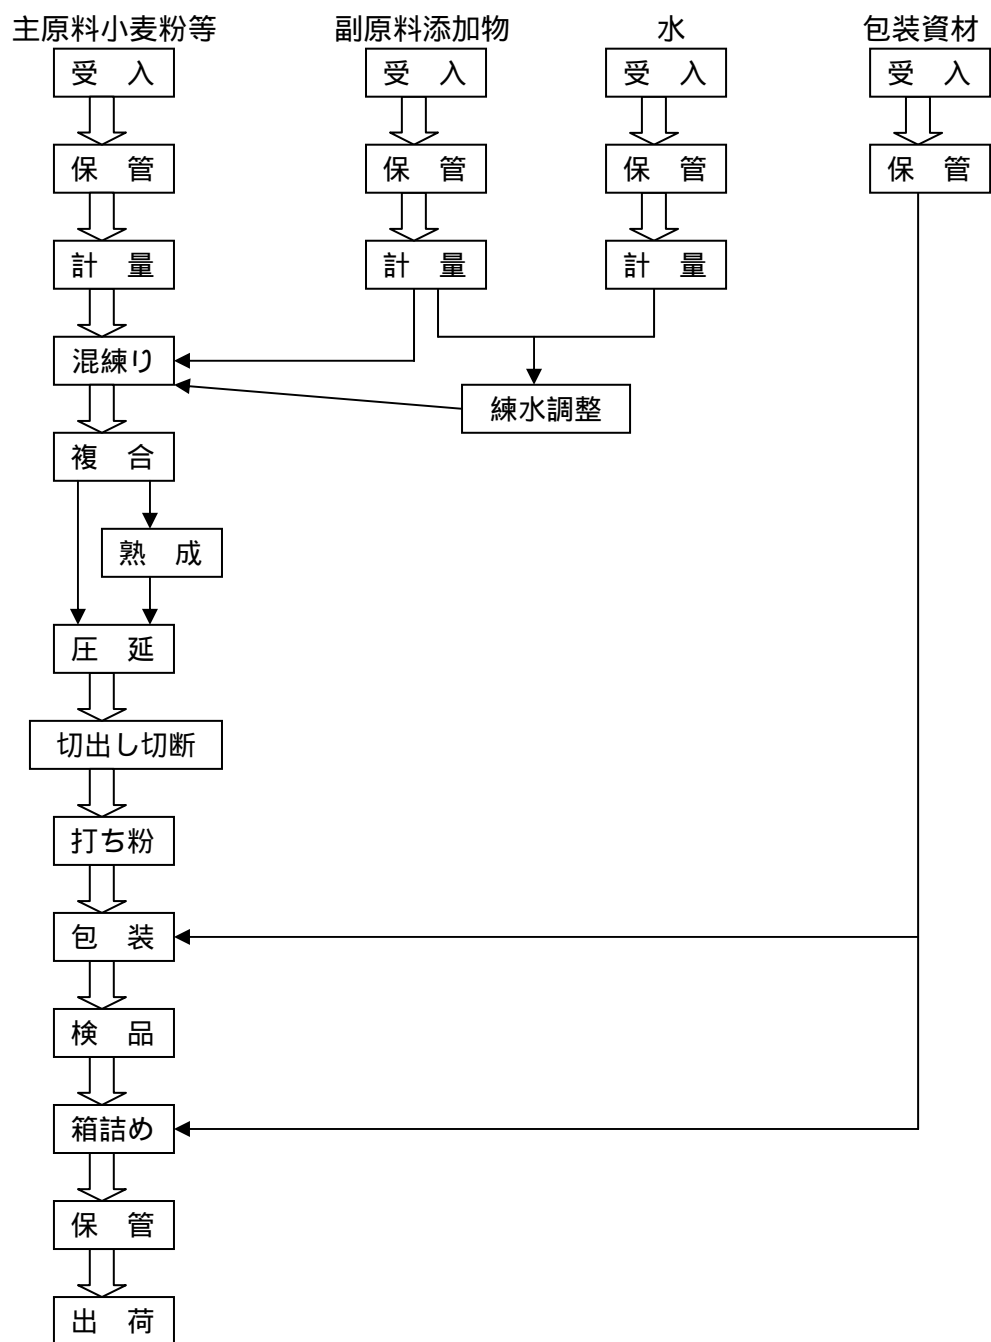 主原料小麦粉等 副原料添加物 水 包装資材
受 入 受 入 受 入 受 入
保 管 保 管 保 管 保 管
計 量 計 量 計 量
混練り
練水調整
複 合
熟 成
圧 延
切出し切断
打ち粉
包 装
検 品
箱詰め
保 管
出 荷